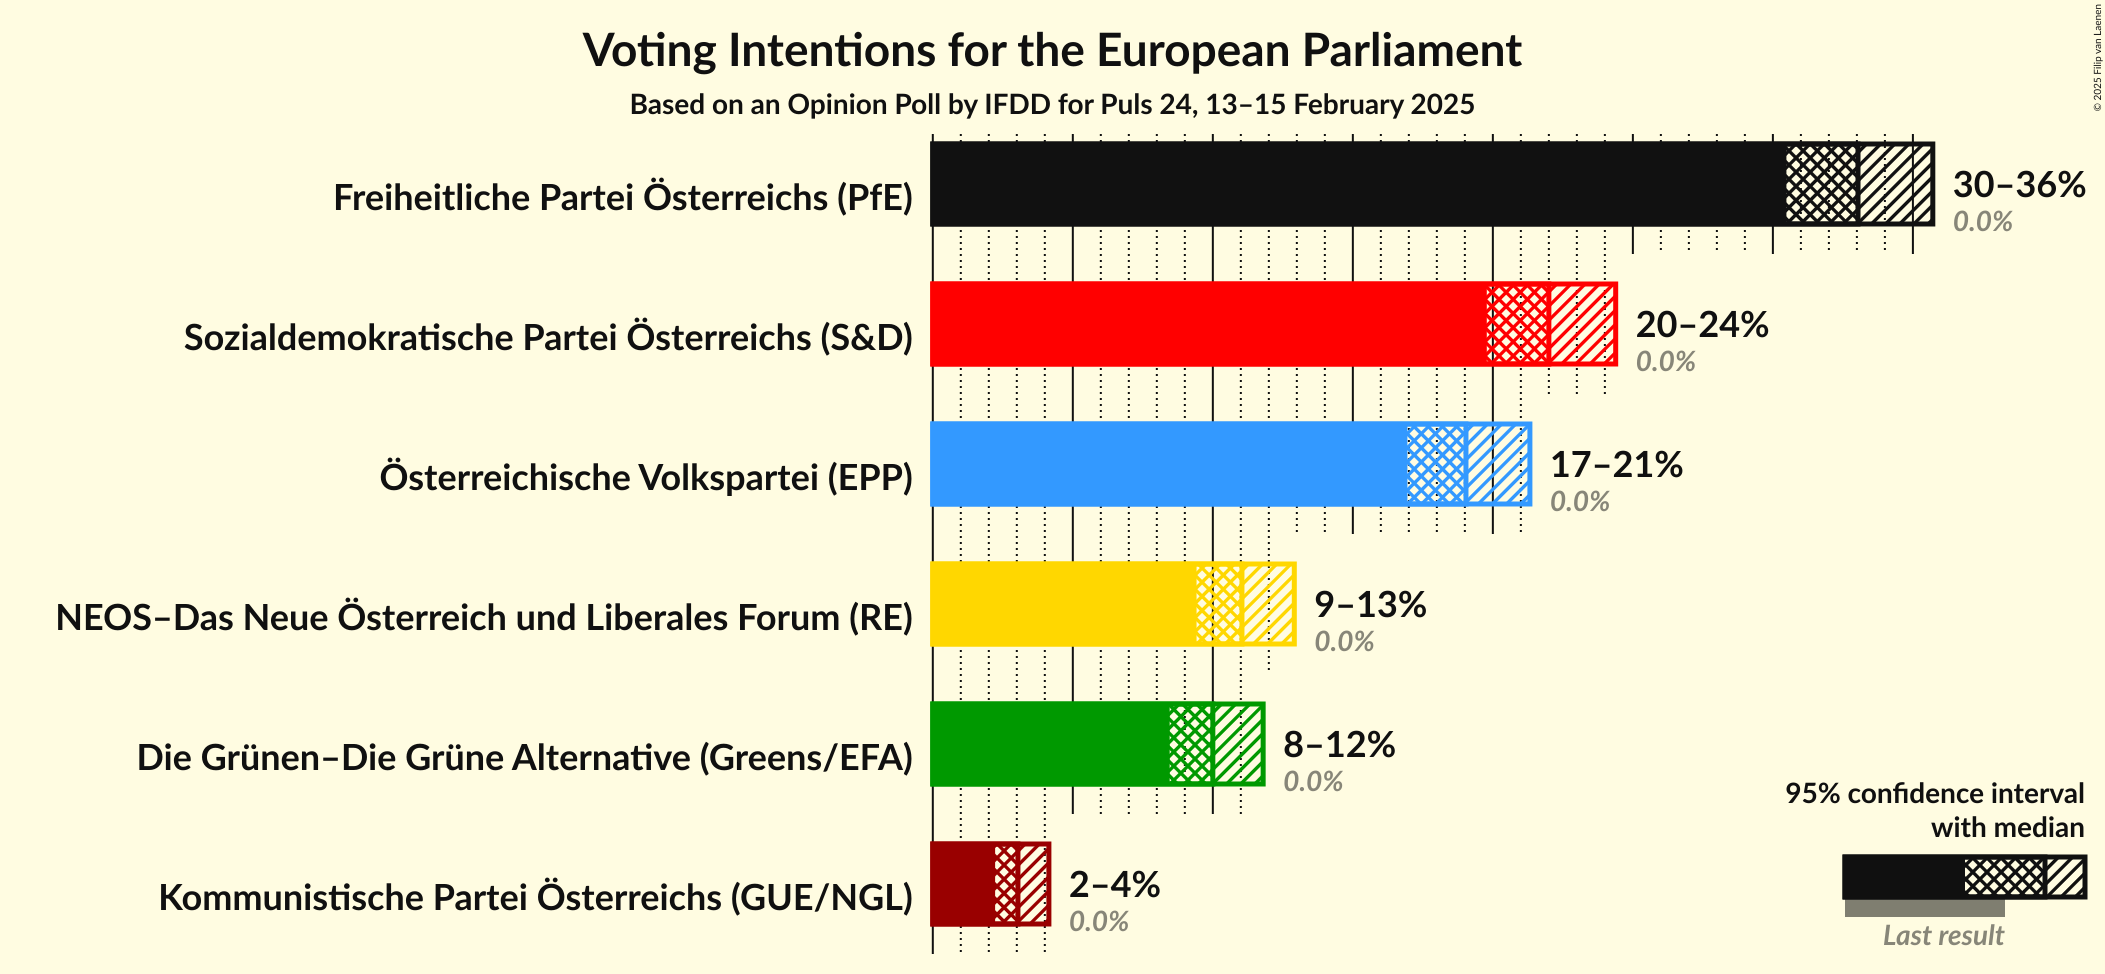 Voting Intentions for the European Parliament
Based on an Opinion Poll by IFDD for Puls 24, 13–15 February 2025
© 2025 Filip van Laenen
Freiheitliche Partei Österreichs (PfE)
30–36%
0.0%
Sozialdemokratische Partei Österreichs (S&D)
20–24%
0.0%
Österreichische Volkspartei (EPP)
17–21%
0.0%
NEOS–Das Neue Österreich und Liberales Forum (RE)
9–13%
0.0%
Die Grünen–Die Grüne Alternative (Greens/EFA)
8–12%
0.0%
Kommunistische Partei Österreichs (GUE/NGL)
2–4%
0.0%
95% confidence interval
with median
Last result